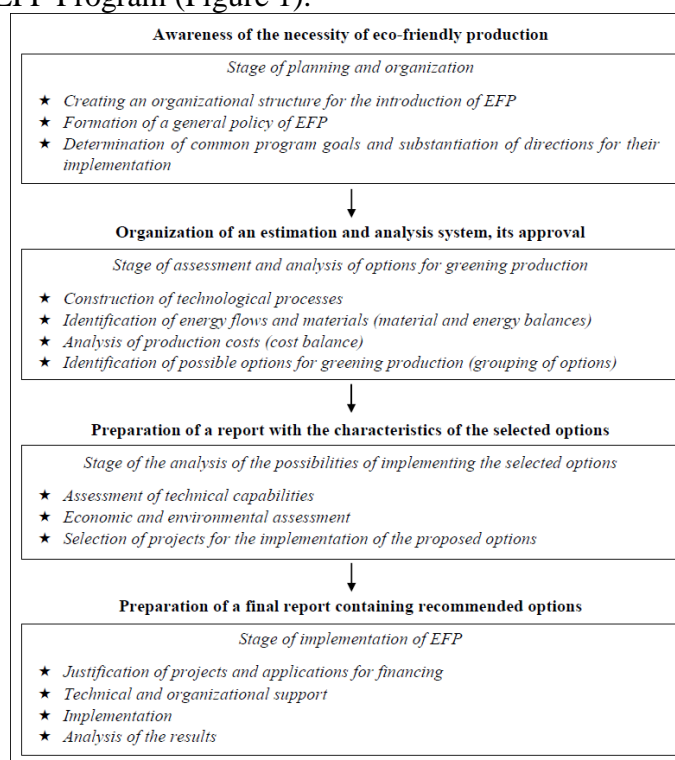 EFP Program (Figure 1).
Awareness of the necessity of eco-friendly production
Stage of planning and organization
★ Creating an organizational structure for the introduction of EFP
★ Formation of a general policy of EFP
★ Determination of common program goals and substantiation of directions for their
implementation
Organization of an estimation and analysis system, its approval
Stage of assessment and analysis of options for greening production
★ Construction of technological processes
★ Identification of energy flows and materials (material and energy balances)
★ Analysis of production costs (cost balance)
★ Identification of possible options for greening production (grouping of options)
Preparation of a report with the characteristics of the selected options
Stage of the analysis of the possibilities of implementing the selected options
★ Assessment of technical capabilities
★ Economic and environmental assessment
★ Selection of projects for the implementation of the proposed options
Preparation of a final report containing recommended options
Stage of implementation of EFP
★ Justification of projects and applications for financing
★ Technical and organizational support
★ Implementation
★ Analysis of the results